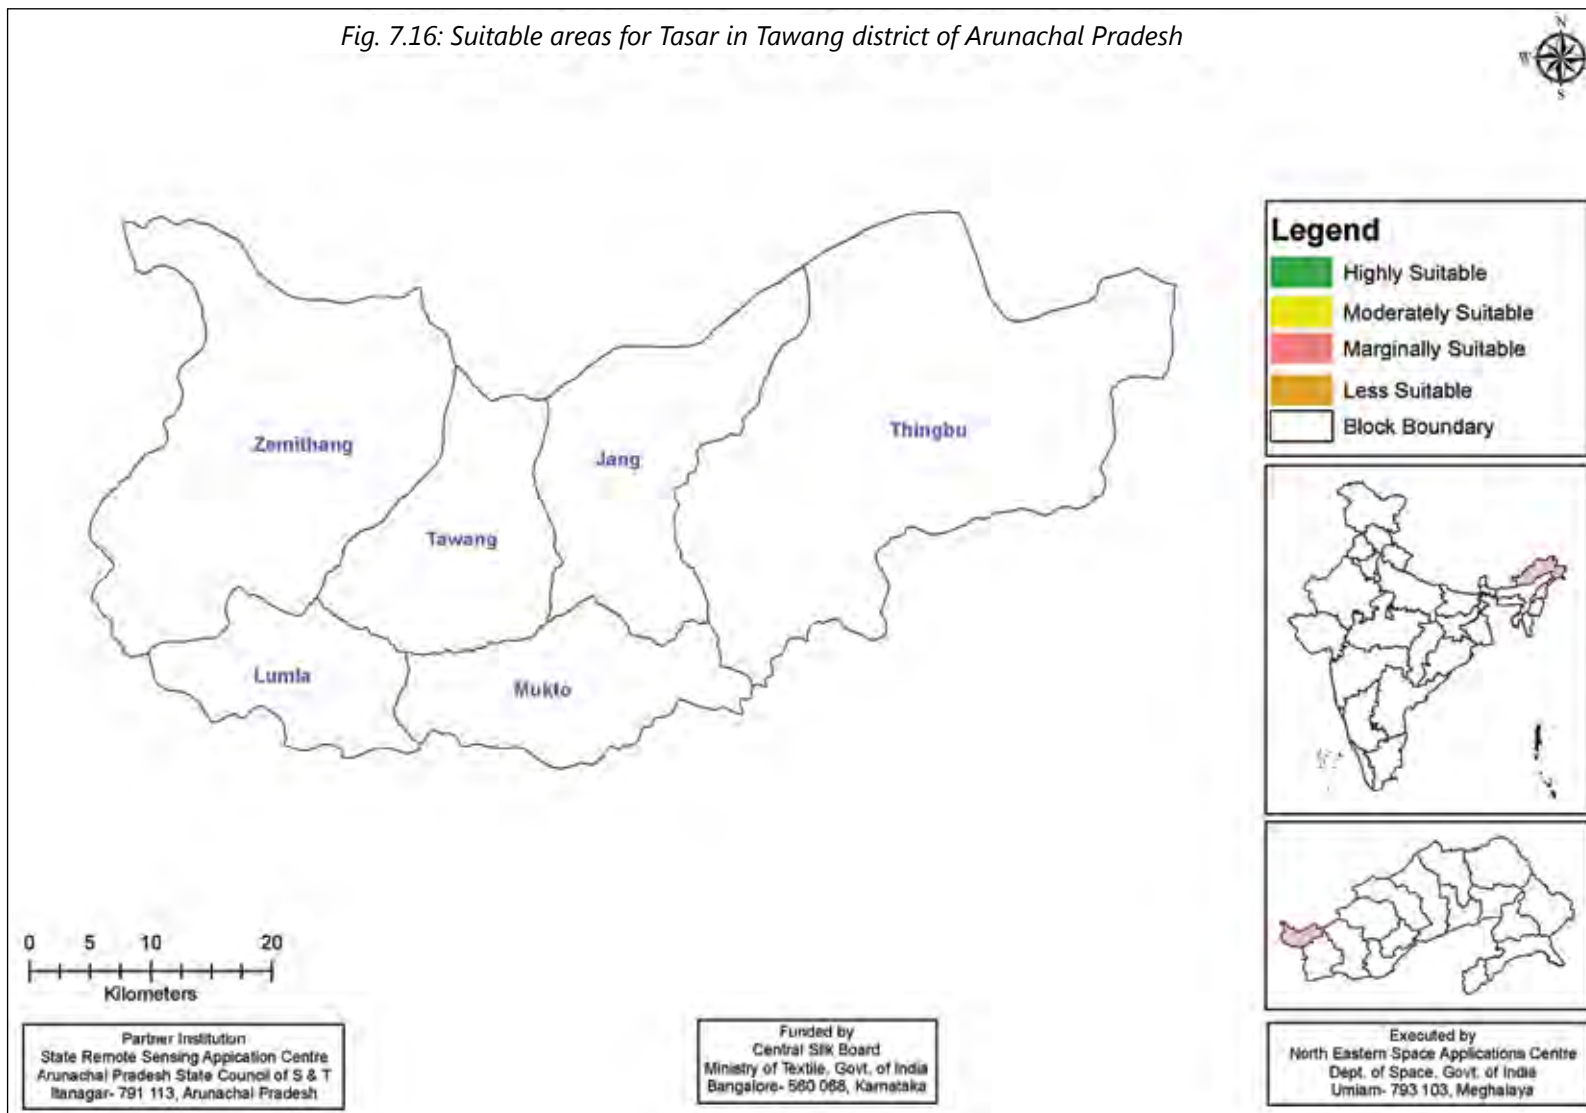 Fig. 7.16: Suitable areas for Tasar in Tawang district of Arunachal Pradesh
N
W
S
Legend
Highly Suitable
Moderately Suitable
Marginally Suitable
Less Suitable
Block Boundary
Zemithang
Tawang
Jang
Thingbu
Lumla
Mukto
0 5 10 20
Kilometers
Partner Institution
State Remote Sensing Appication Centre
Arunachal Pradesh State Council of S & T
Itanagar- 791 113, Arunachal Pradesh
Funded by
Central Silk Board
Ministry of Textile, Govt. of India
Bangalore- 560 068, Karnataka
Executed by
North Eastern Space Applications Centre
Dept. of Space, Govt. of India
Umiam- 793 103, Meghalaya